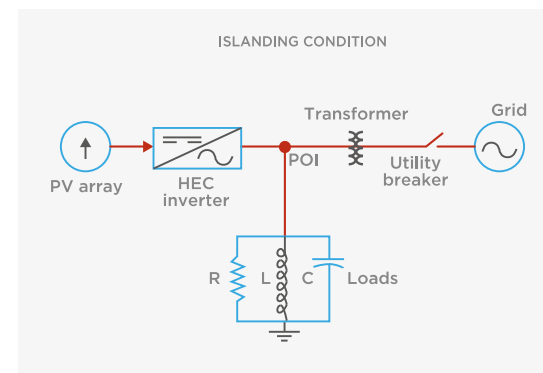 ISLANDING CONDITION
Transformer
Grid
POI
PV array
HEC
inverter
Utility
breaker
R
L
C
Loads